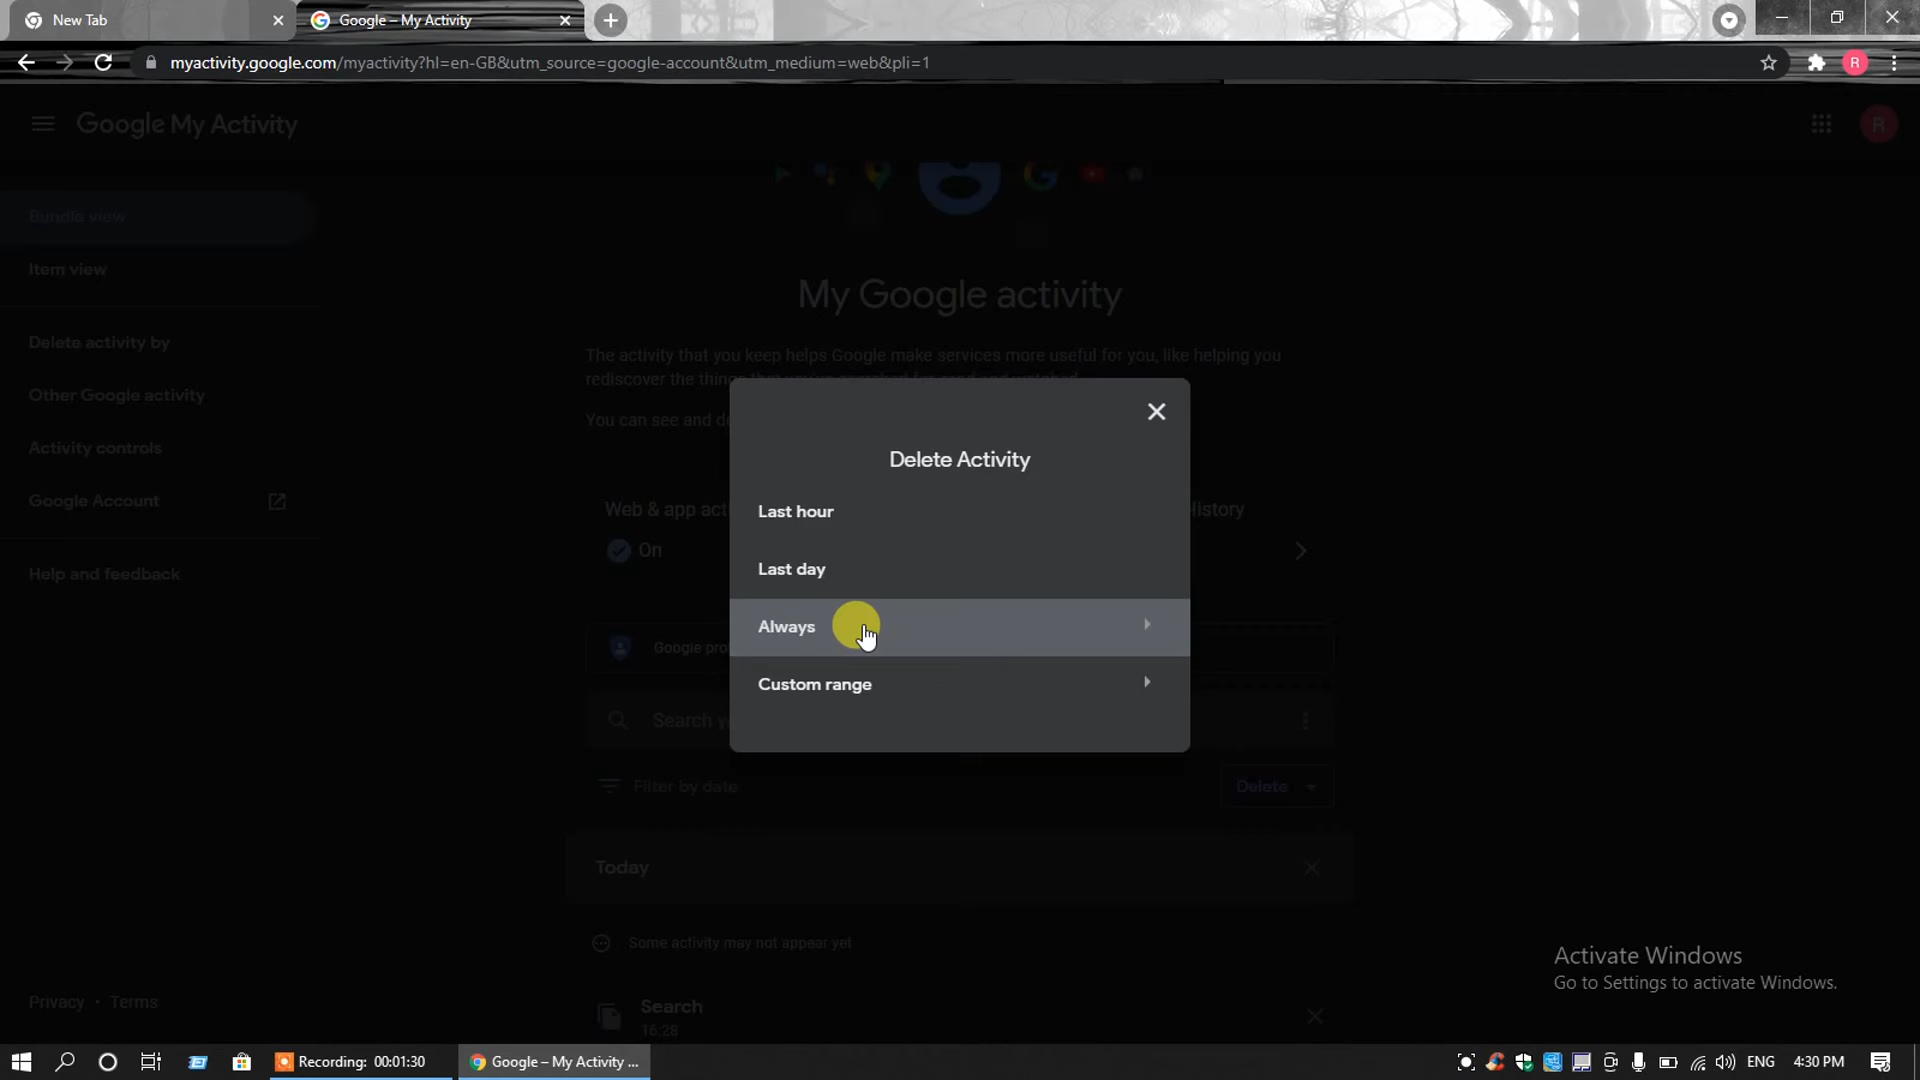 New Tab
Google – My Activity
myactivity.google.com/myactivity?hl=en-GB&utm_source=google-account&utm_medium=web&pli=1
R
Google My Activity
R
Bundle view
Item view
Delete activity by
Other Google activity
Activity controls
Google Account
Help and feedback
Privacy · Terms
My Google activity
The activity that you keep helps Google make services more useful for you, like helping you
rediscover the things
You can see and
Web & app
History
On
Google
Search
Filter by date
Delete
Today
Some activity may not appear yet
Search
16:28
Delete Activity
Last hour
Last day
Always
Custom range
Activate Windows
Go to Settings to activate Windows.
Recording: 00:01:30
Google – My Activity ...
ENG
4:30 PM